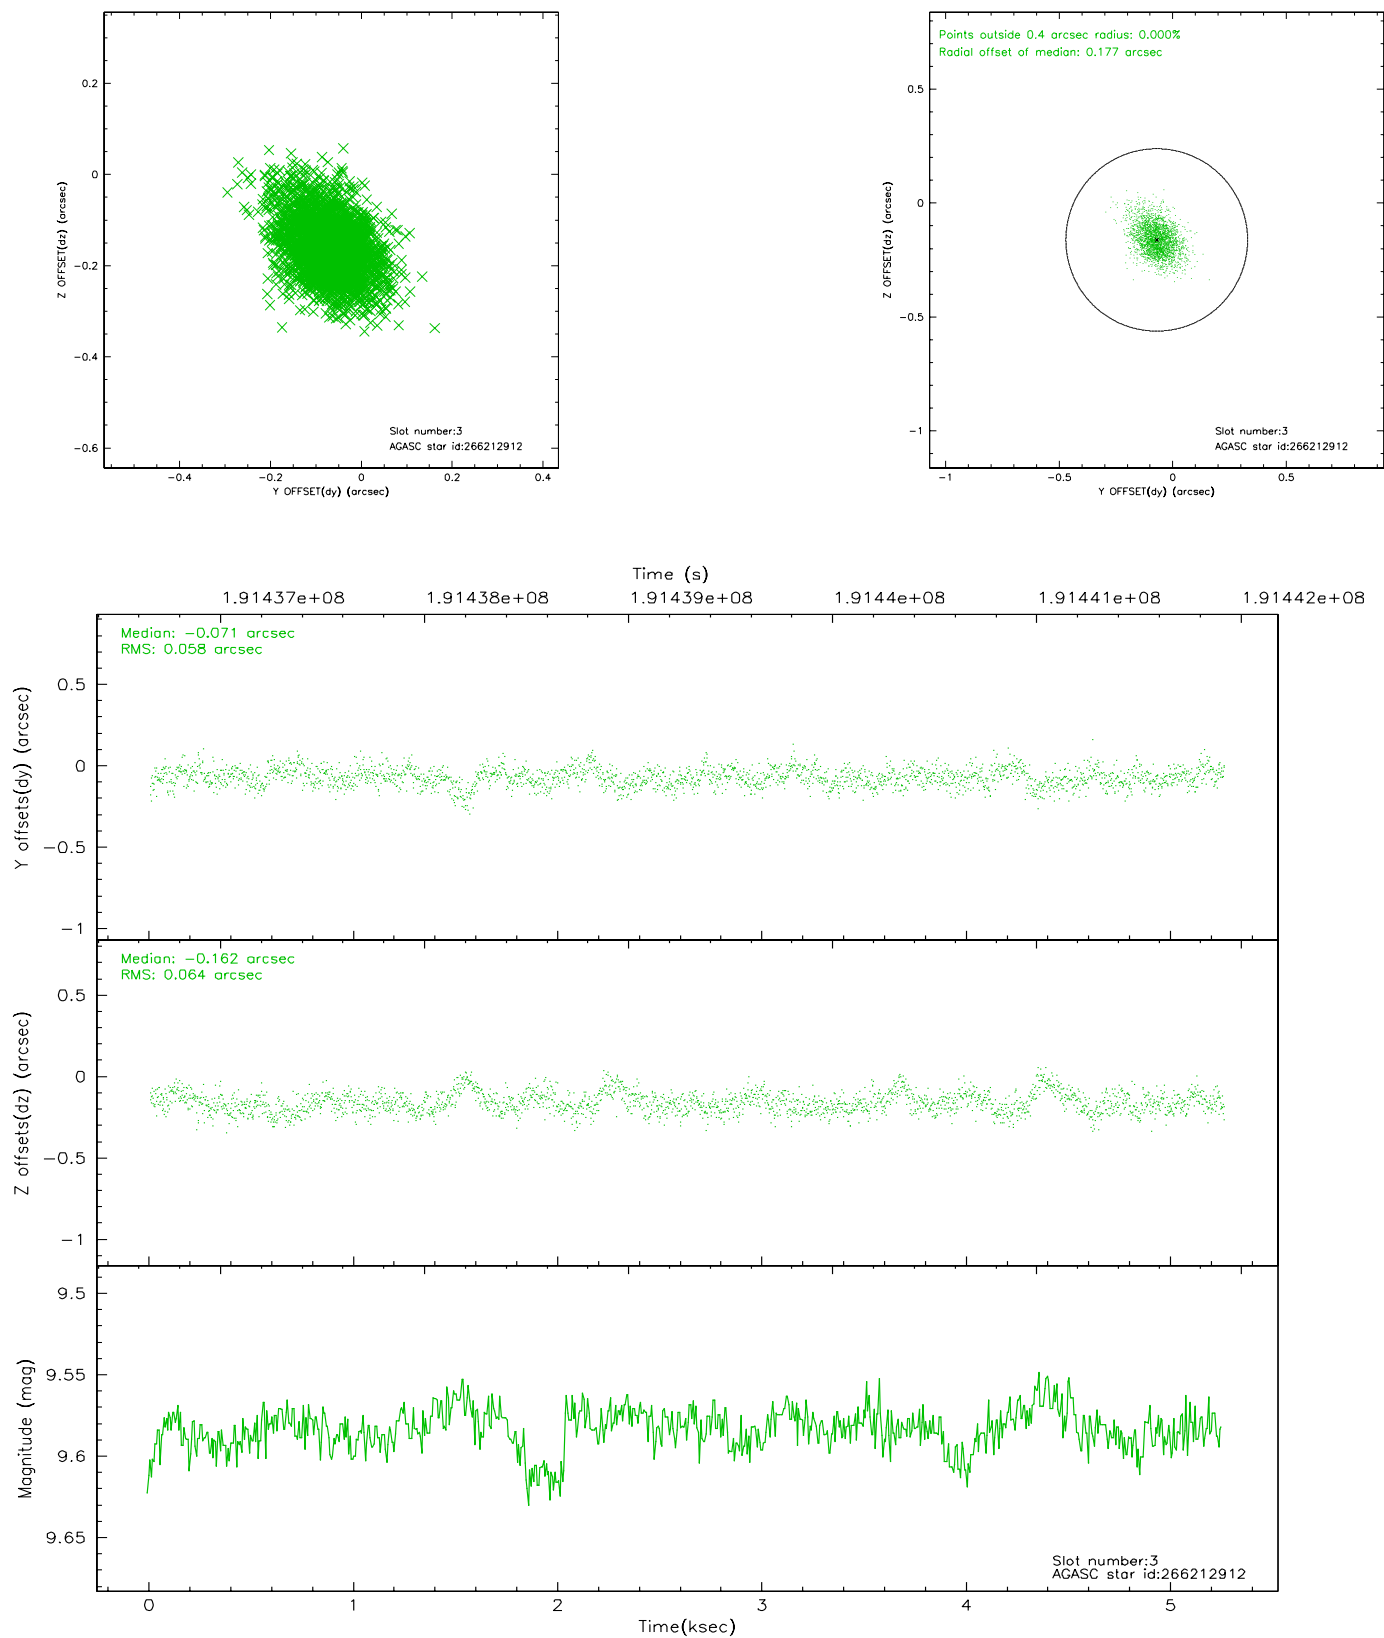 0.2
0
−0.2
−0.4
−0.6
Z OFFSET(dz) (arcsec)
Slot number:3
AGASC star id:266212912
−0.4
−0.2
0
0.2
0.4
Y OFFSET(dy) (arcsec)
Points outside 0.4 arcsec radius: 0.000%
Radial offset of median: 0.177 arcsec
0.5
0
−0.5
−1
Z OFFSET(dz) (arcsec)
Slot number:3
AGASC star id:266212912
−1
−0.5
0
0.5
Y OFFSET(dy) (arcsec)
Time (s)
1.91437e+08
1.91438e+08
1.91439e+08
1.9144e+08
1.91441e+08
1.91442e+08
Median: −0.071 arcsec
RMS: 0.058 arcsec
0.5
0
−0.5
−1
Y offsets(dy) (arcsec)
Median: −0.162 arcsec
RMS: 0.064 arcsec
0.5
0
−0.5
−1
Z offsets(dz) (arcsec)
9.5
9.55
9.6
9.65
Magnitude (mag)
Slot number:3
AGASC star id:266212912
0
1
2
3
4
5
Time(ksec)